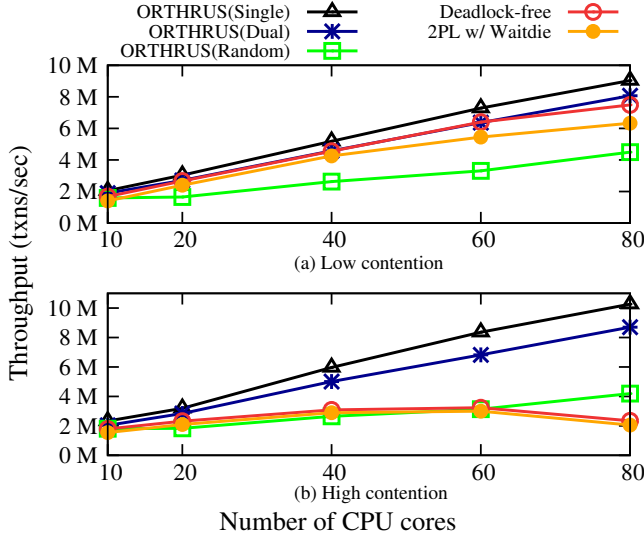 ORTHRUS(Single)
ORTHRUS(Dual)
ORTHRUS(Random)
Deadlock-free
2PL w/ Waitdie
Throughput (txns/sec)
10 M
8 M
6 M
4 M
2 M
0 M
10 20 40 60 80
(a) Low contention
10 M
8 M
6 M
4 M
2 M
0 M
10 20 40 60 80
(b) High contention
Number of CPU cores